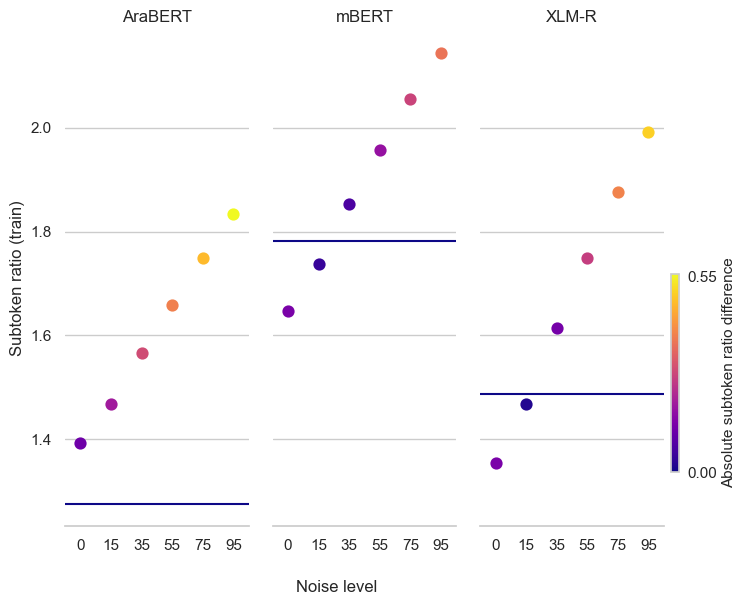 AraBERT mBERT XLM-R
Subtoken ratio (train)
2.0
1.8
1.6
1.4
0 15 35 55 75 95 0 15 35 55 75 95 0 15 35 55 75 95
Noise level
0.55
0.00
Absolute subtoken ratio difference